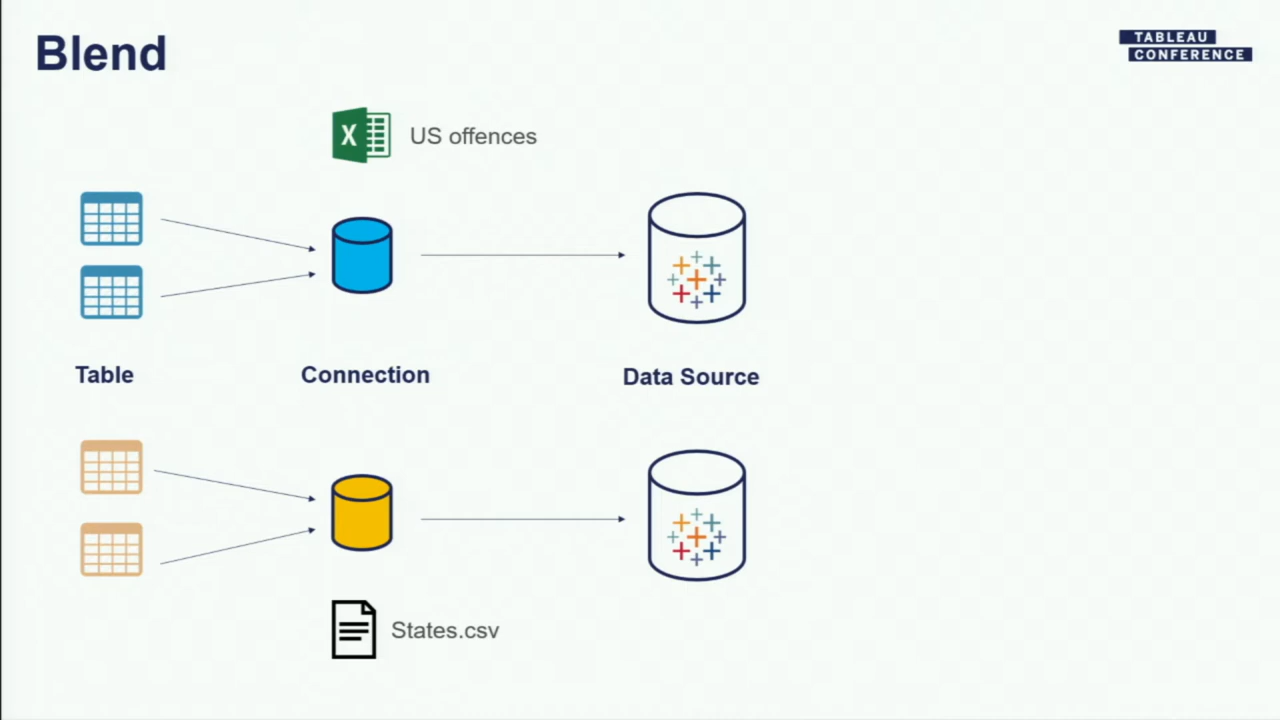 Blend
TABLEAU
CONFERENCE
X
US offences
Table
Connection
Data Source
States.csv